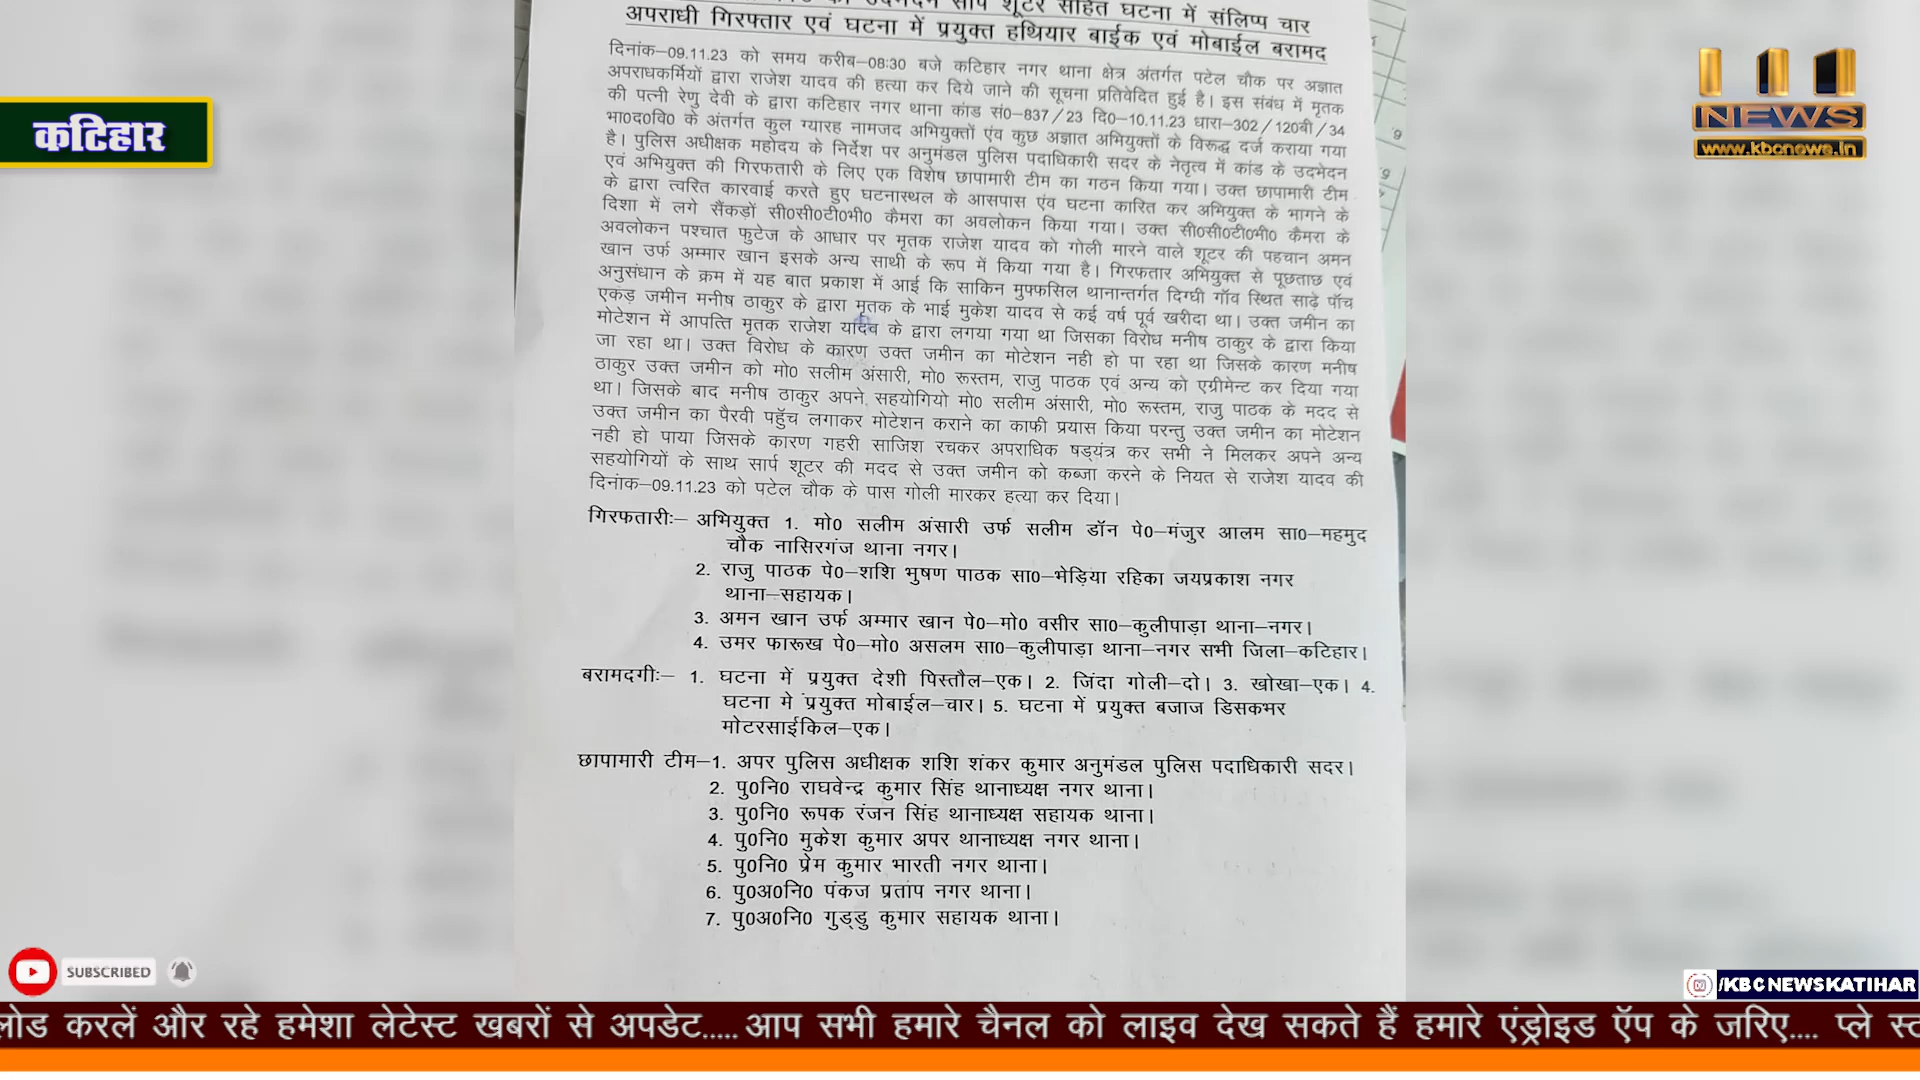 उदभेदन सार्प शूटर सहित घटना में संलिप्प चार
अपराधी गिरफ्तार एवं घटना में प्रयुक्त हथियार बाईक एवं मोबाईल बरामद
दिनांक–09.11.23 को समय करीब–08:30 बजे कटिहार नगर थाना क्षेत्र अंतर्गत पटेल चौक पर अज्ञात
अपराधकर्मियों द्वारा राजेश यादव की हत्या कर दिये जाने की सूचना प्रतिवेदित हुई है। इस संबंध में मृतक
की पत्नी रेणु देवी के द्वारा कटिहार नगर थाना कांड सं0–837/23 दि0–10.11.23 धारा–302/120बी/34
भा0द0वि0 के अंतर्गत कुल ग्यारह नामजद अभियुक्तों एंव कुछ अज्ञात अभियुक्तों के विरूद्ध दर्ज कराया गया
है। पुलिस अधीक्षक महोदय के निर्देश पर अनुमंडल पुलिस पदाधिकारी सदर के नेतृत्व में कांड के उदभेदन
एवं अभियुक्त की गिरफतारी के लिए एक विशेष छापामारी टीम का गठन किया गया। उक्त छापामारी टीम
के द्वारा त्वरित कारवाई करते हुए घटनास्थल के आसपास एंव घटना कारित कर अभियुक्त के भागने के
दिशा में लगे सैंकड़ों सी0सी0टी0भी0 कैमरा का अवलोकन किया गया। उक्त सी0सी0टी0भी0 कैमरा के
अवलोकन पश्चात फुटेज के आधार पर मृतक राजेश यादव को गोली मारने वाले शूटर की पहचान अमन
खान उर्फ अम्मार खान इसके अन्य साथी के रूप में किया गया है। गिरफतार अभियुक्त से पूछताछ एवं
अनुसंधान के क्रम में यह बात प्रकाश में आई कि साकिन मुफ्फसिल थानान्तर्गत दिग्घी गॉव स्थित साढ़े पॉच
एकड़ जमीन मनीष ठाकुर के द्वारा मृतक के भाई मुकेश यादव से कई वर्ष पूर्व खरीदा था। उक्त जमीन का
मोटेशन में आपत्ति मृतक राजेश यादव के द्वारा लगया गया था जिसका विरोध मनीष ठाकुर के द्वारा किया
जा रहा था। उक्त विरोध के कारण उक्त जमीन का मोटेशन नही हो पा रहा था जिसके कारण मनीष
ठाकुर उक्त जमीन को मो0 सलीम अंसारी, मो0 रूस्तम, राजु पाठक एवं अन्य को एग्रीमेन्ट कर दिया गया
था। जिसके बाद मनीष ठाकुर अपने सहयोगियो मो0 सलीम अंसारी, मो0 रूस्तम, राजु पाठक के मदद से
उक्त जमीन का पैरवी पहुॅच लगाकर मोटेशन कराने का काफी प्रयास किया परन्तु उक्त जमीन का मोटेशन
नही हो पाया जिसके कारण गहरी साजिश रचकर अपराधिक षड्यंत्र कर सभी ने मिलकर अपने अन्य
सहयोगियों के साथ सार्प शूटर की मदद से उक्त जमीन को कब्जा करने के नियत से राजेश यादव की
दिनांक–09.11.23 को पटेल चौक के पास गोली मारकर हत्या कर दिया।
गिरफतारीः– अभियुक्त 1. मो0 सलीम अंसारी उर्फ सलीम डॉन पे0–मंजुर आलम सा0–महमुद
चौक नासिरगंज थाना नगर।
2. राजु पाठक पे0–शशि भुषण पाठक सा0–भेड़िया रहिका जयप्रकाश नगर
थाना–सहायक।
3. अमन खान उर्फ अम्मार खान पे0–मो0 वसीर सा0–कुलीपाड़ा थाना–नगर।
4. उमर फारूख पे0–मो0 असलम सा0–कुलीपाड़ा थाना–नगर सभी जिला–कटिहार।
बरामदगीः– 1. घटना में प्रयुक्त देशी पिस्तौल–एक। 2. जिंदा गोली–दो। 3. खोखा–एक। 4.
घटना मे प्रयुक्त मोबाईल–चार। 5. घटना में प्रयुक्त बजाज डिसकभर
मोटरसाईकिल–एक।
छापामारी टीम–1. अपर पुलिस अधीक्षक शशि शंकर कुमार अनुमंडल पुलिस पदाधिकारी सदर।
2. पु0नि0 राघवेन्द्र कुमार सिंह थानाध्यक्ष नगर थाना।
3. पु0नि0 रूपक रंजन सिंह थानाध्यक्ष सहायक थाना।
4. पु0नि0 मुकेश कुमार अपर थानाध्यक्ष नगर थाना।
5. पु0नि0 प्रेम कुमार भारती नगर थाना।
6. पु0अ0नि0 पंकज प्रताप नगर थाना।
7. पु0अ0नि0 गुड्डु कुमार सहायक थाना।
कटिहार
NEWS
www.kbcnews.in
SUBSCRIBED
/KBCNEWSKATIHAR
लोड करलें और रहे हमेशा लेटेस्ट खबरों से अपडेट..... आप सभी हमारे चैनल को लाइव देख सकते हैं हमारे एंड्रोइड ऍप के जरिए.... प्ले